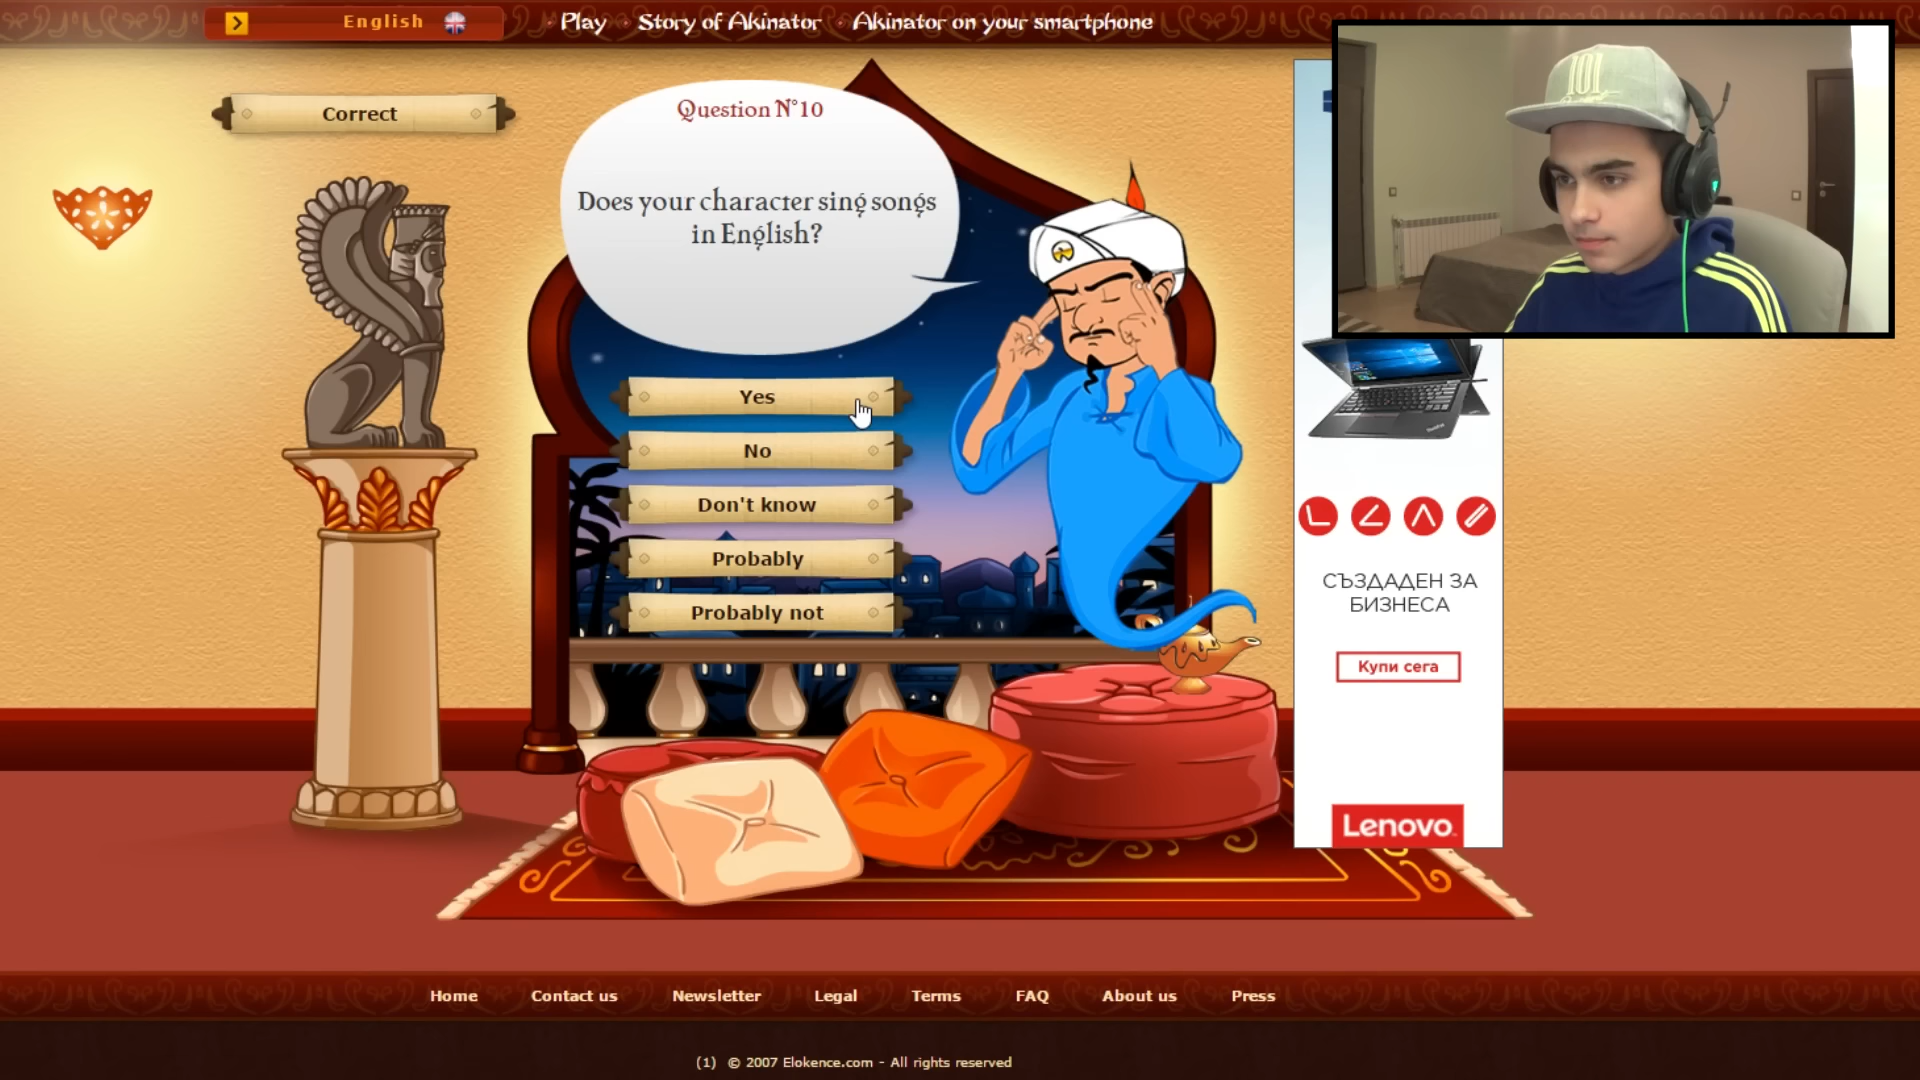 English
Play
Story of Akinator
Akinator on your smartphone
Correct
Question N°10
Does your character sing songs
in English?
Yes
No
Don't know
Probably
Probably not
101
СЪЗДАДЕН ЗА
БИЗНЕСА
Купи сега
Lenovo
Home
Contact us
Newsletter
Legal
Terms
FAQ
About us
Press
(1) © 2007 Elokence.com - All rights reserved